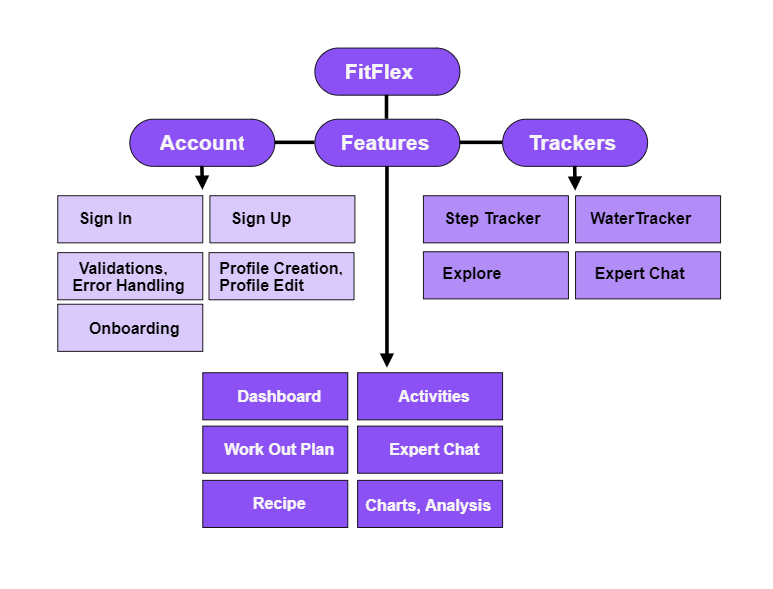 FitFlex
Account
Features
Trackers
Sign In
Sign Up
Validations,
Error Handling
Profile Creation,
Profile Edit
Onboarding
Step Tracker
WaterTracker
Explore
Expert Chat
Dashboard
Activities
Work Out Plan
Expert Chat
Recipe
Charts, Analysis